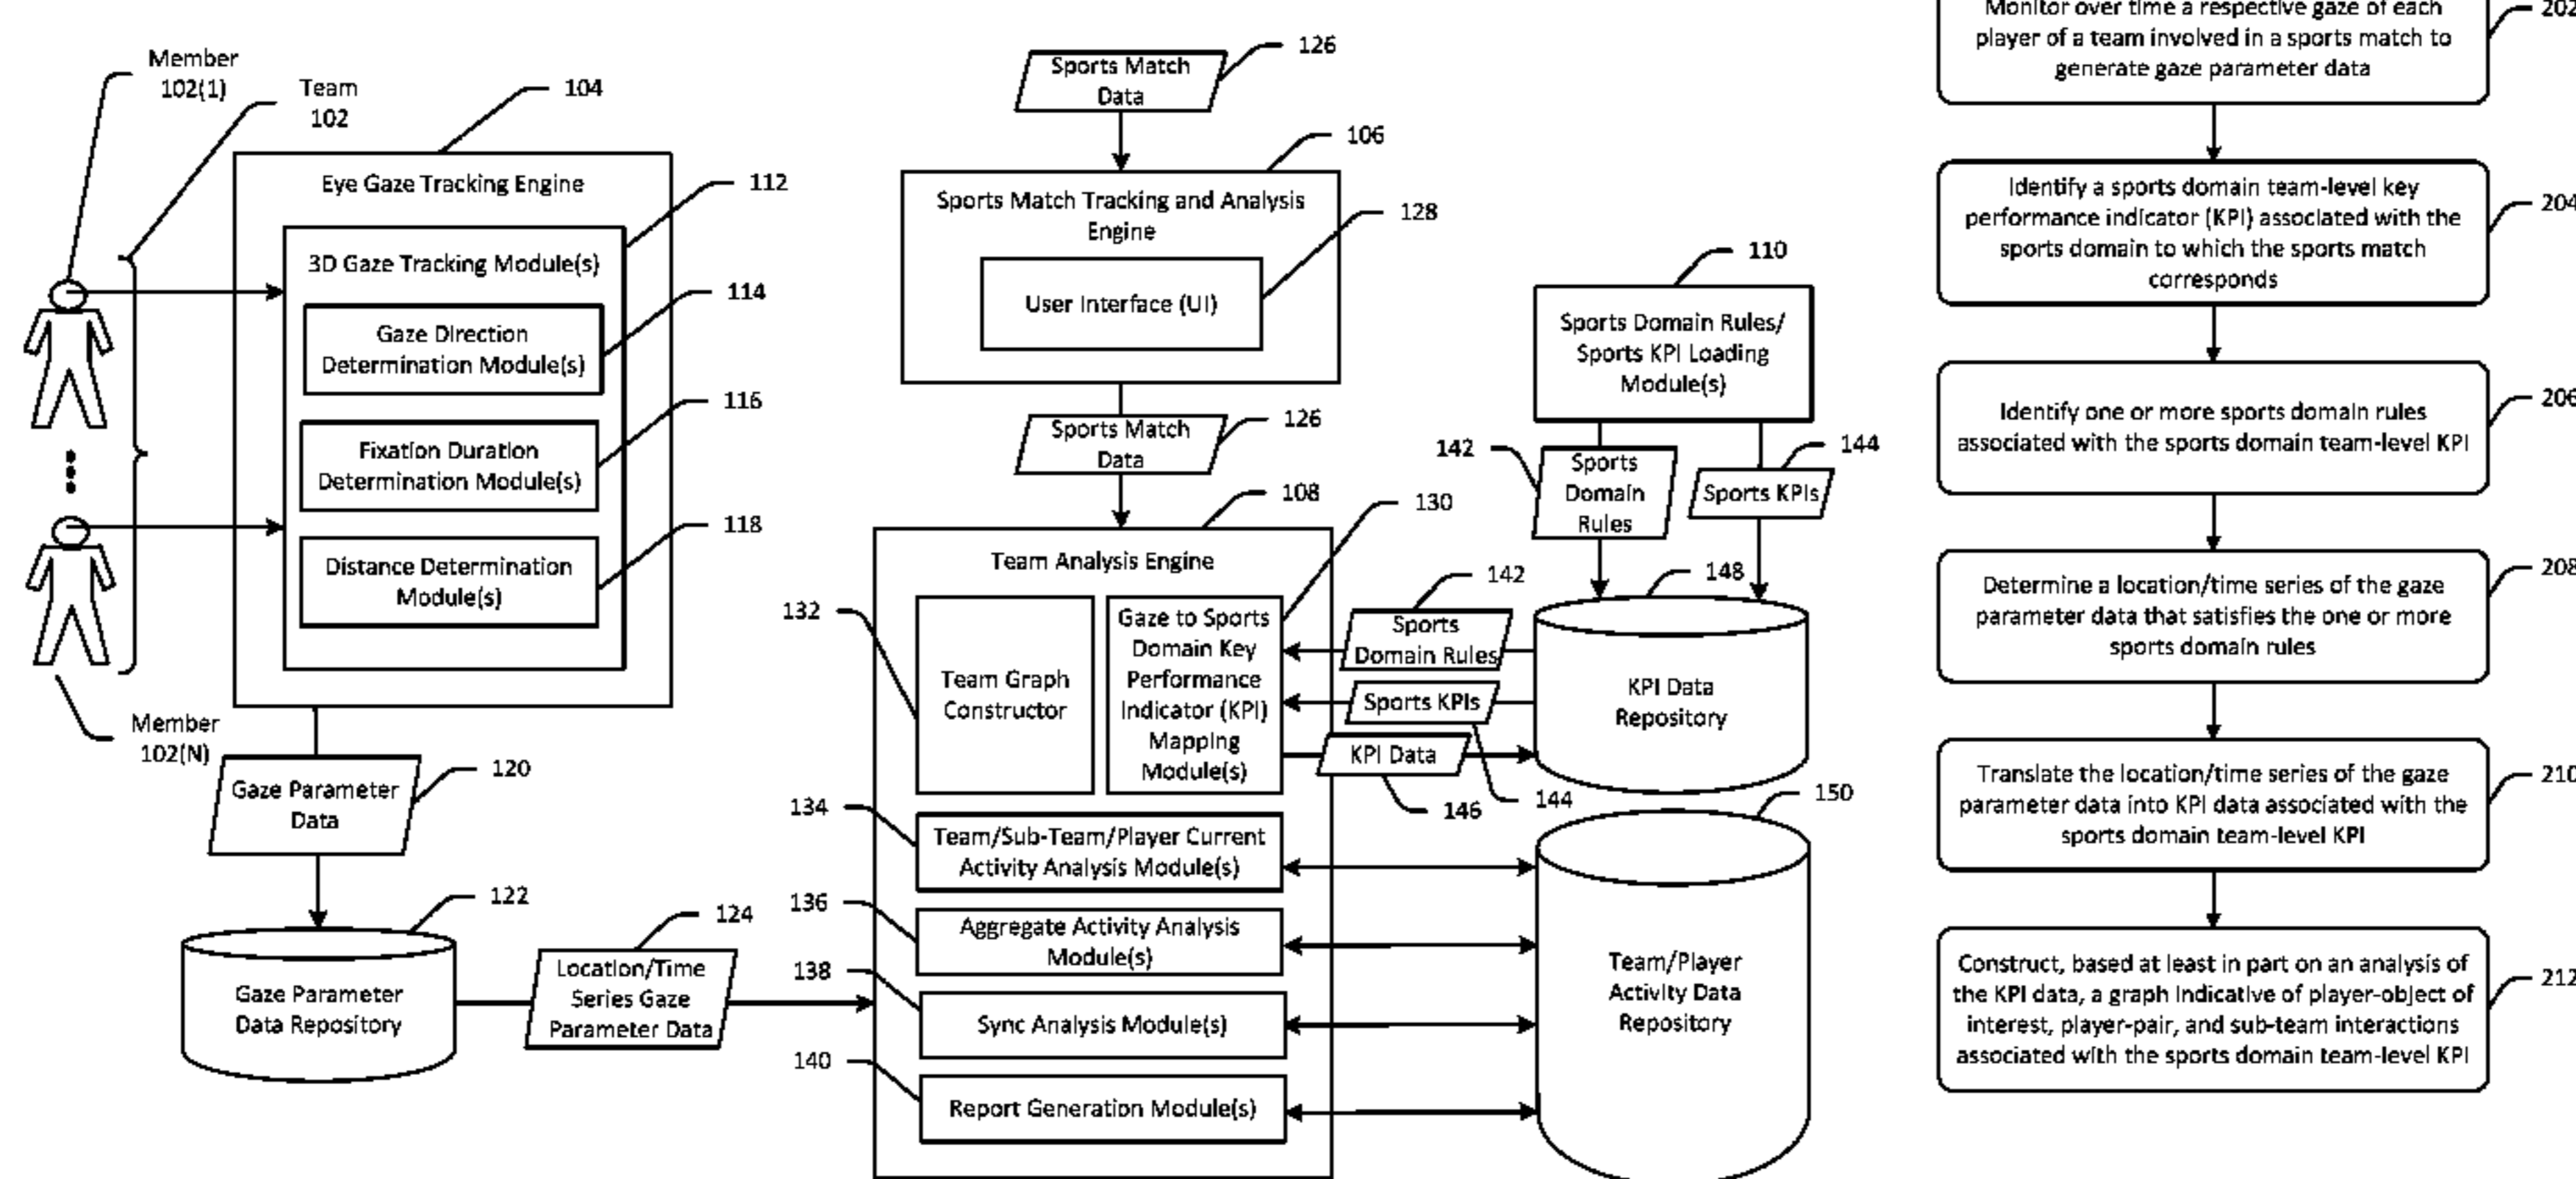 Member
102(1)
Team
102
104
Eye Gaze Tracking Engine
112
3D Gaze Tracking Module(s)
114
Gaze Direction
Determination Module(s)
116
Fixation Duration
Determination Module(s)
118
Distance Determination
Module(s)
Member
102(N)
Gaze Parameter
Data
120
122
Gaze Parameter
Data Repository
124
Location/Time
Series Gaze
Parameter Data
Sports Match
Data
126
106
Sports Match Tracking and Analysis
Engine
128
User Interface (UI)
Sports Match
Data
126
108
130
Team Analysis Engine
132
Team Graph
Constructor
Gaze to Sports
Domain Key
Performance
Indicator (KPI)
Mapping
Module(s)
134
Team/Sub-Team/Player Current
Activity Analysis Module(s)
136
Aggregate Activity Analysis
Module(s)
138
Sync Analysis Module(s)
140
Report Generation Module(s)
110
Sports Domain Rules/
Sports KPI Loading
Module(s)
142
Sports
Domain
Rules
144
Sports KPIs
148
142
Sports
Domain Rules
Sports KPIs
KPI Data
146
144
KPI Data
Repository
150
Team/Player
Activity Data
Repository
Monitor over time a respective gaze of each
player of a team involved in a sports match to
generate gaze parameter data
202
Identify a sports domain team-level key
performance indicator (KPI) associated with the
sports domain to which the sports match
corresponds
204
Identify one or more sports domain rules
associated with the sports domain team-level KPI
206
Determine a location/time series of the gaze
parameter data that satisfies the one or more
sports domain rules
208
Translate the location/time series of the gaze
parameter data into KPI data associated with the
sports domain team-level KPI
210
Construct, based at least in part on an analysis of
the KPI data, a graph indicative of player-object of
interest, player-pair, and sub-team interactions
associated with the sports domain team-level KPI
212